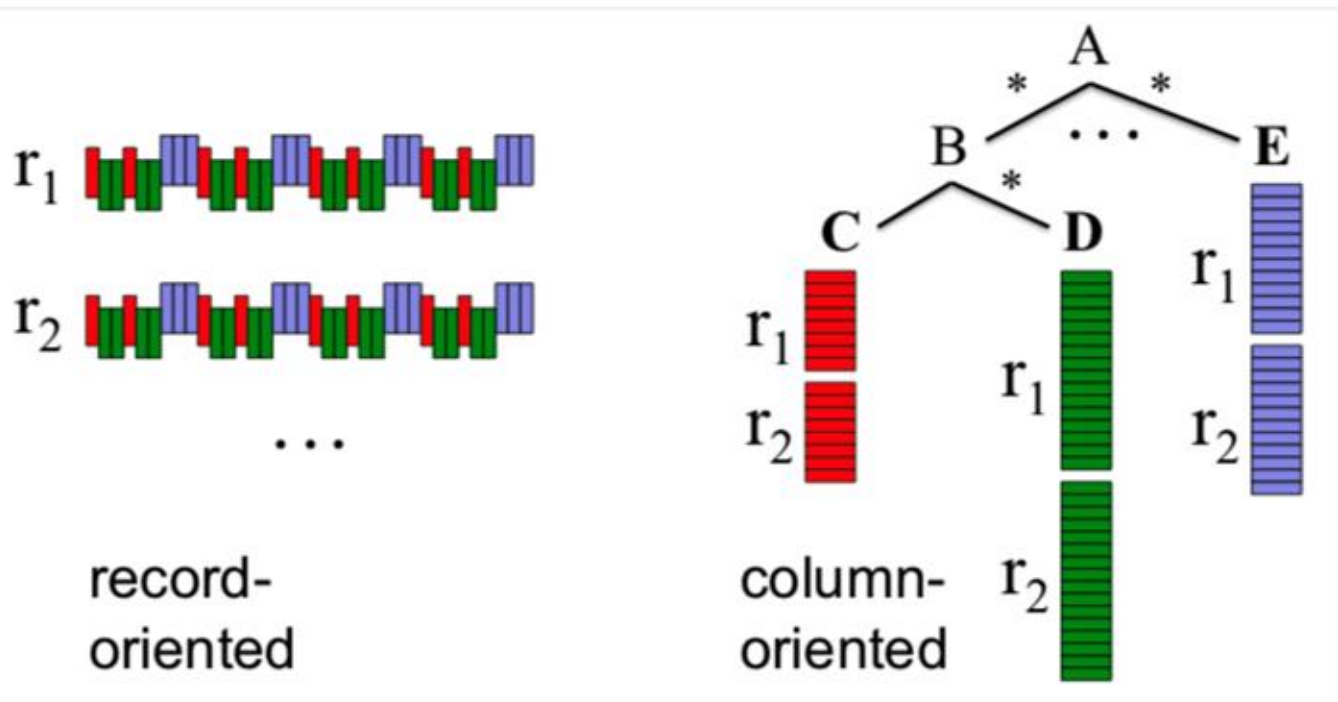 r1
r2
...
record-
oriented
A
* *
B ... E
*
C D
r1
r2
r1
r2
r1
r2
column-
oriented